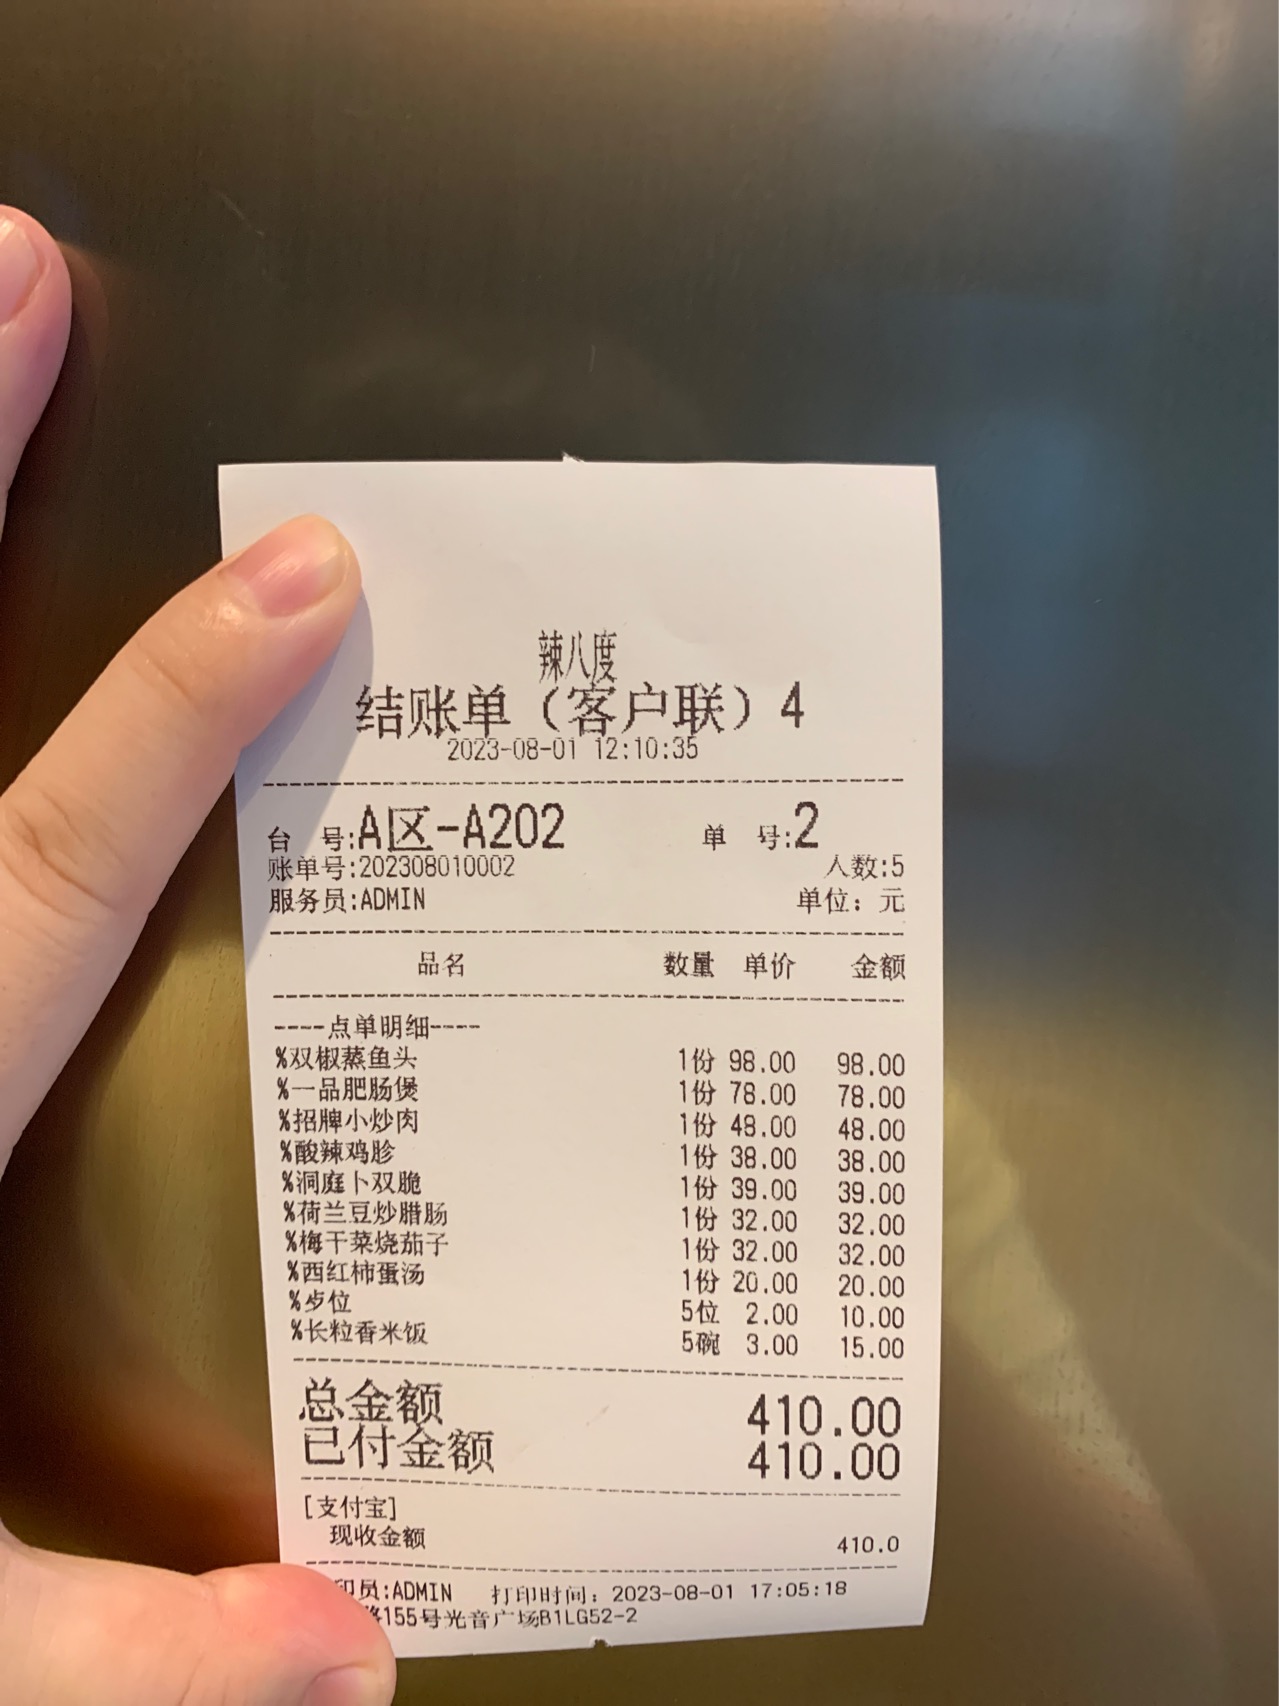 辣八度
结账单（客户联）4
2023-08-01 12:10:35
台 号:A区-A202 单 号:2
账单号:202308010002 人数:5
服务员:ADMIN 单位：元
品名 数量 单价 金额
----点单明细----
%双椒蒸鱼头 1份 98.00 98.00
%一品肥肠煲 1份 78.00 78.00
%招牌小炒肉 1份 48.00 48.00
%酸辣鸡胗 1份 38.00 38.00
%洞庭卜双脆 1份 39.00 39.00
%荷兰豆炒腊肠 1份 32.00 32.00
%梅干菜烧茄子 1份 32.00 32.00
%西红柿蛋汤 1份 20.00 20.00
%歺位 5位 2.00 10.00
%长粒香米饭 5碗 3.00 15.00
总金额 410.00
已付金额 410.00
[支付宝]
现收金额 410.0
印员:ADMIN 打印时间：2023-08-01 17:05:18
路155号光音广场B1LG52-2